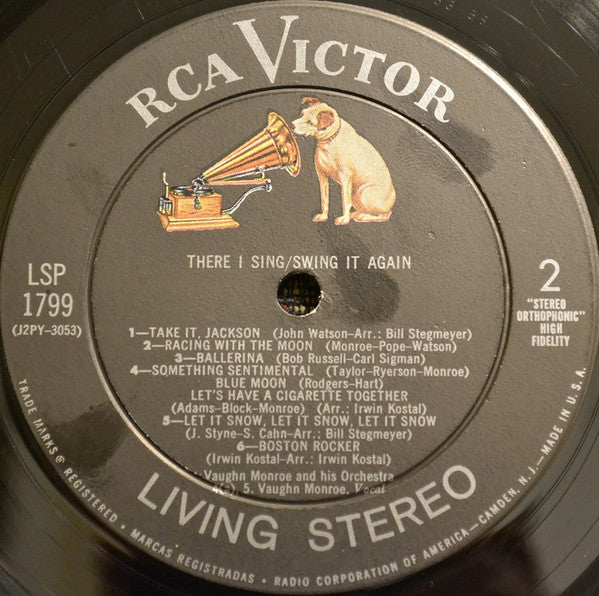 RCA VICTOR
THERE I SING/SWING IT AGAIN
LSP
1799
(J2PY-3053)
2
"STEREO
ORTHOPHONIC"
HIGH
FIDELITY
1—TAKE IT, JACKSON (John Watson-Arr.: Bill Stegmeyer)
2—RACING WITH THE MOON (Monroe-Pope-Watson)
3—BALLERINA (Bob Russell-Carl Sigman)
4—SOMETHING SENTIMENTAL (Taylor-Ryerson-Monroe)
BLUE MOON (Rodgers-Hart)
LET'S HAVE A CIGARETTE TOGETHER
(Adams-Block-Monroe) (Arr.: Irwin Kostal)
5—LET IT SNOW, LET IT SNOW, LET IT SNOW
(J. Styne-S. Cahn-Arr.: Bill Stegmeyer)
6—BOSTON ROCKER
(Irwin Kostal-Arr.: Irwin Kostal)
Vaughn Monroe and his Orchestra
5. Vaughn Monroe, Vocal
LIVING STEREO
TRADE MARKS ® REGISTERED • MARCAS REGISTRADAS • RADIO CORPORATION OF AMERICA—CAMDEN, N.J.—MADE IN U.S.A.